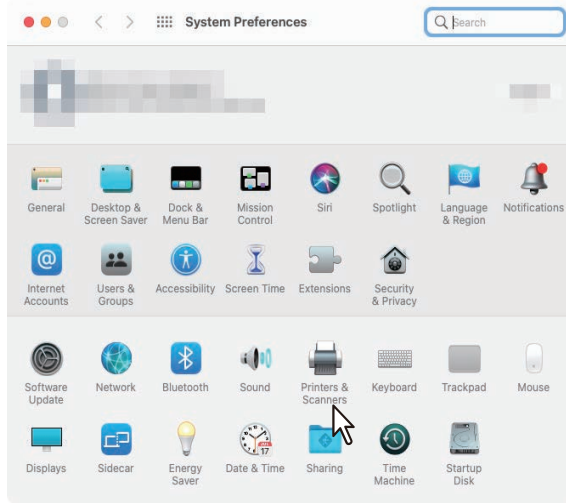 System Preferences
Search
General
Desktop &
Screen Saver
Dock &
Menu Bar
Mission
Control
Siri
Spotlight
Language
& Region
Notifications
Internet
Accounts
Users &
Groups
Accessibility
Screen Time
Extensions
Security
& Privacy
Software
Update
Network
Bluetooth
Sound
Printers &
Scanners
Keyboard
Trackpad
Mouse
Displays
Sidecar
Energy
Saver
JAN
17
Date & Time
Sharing
Time
Machine
Startup
Disk